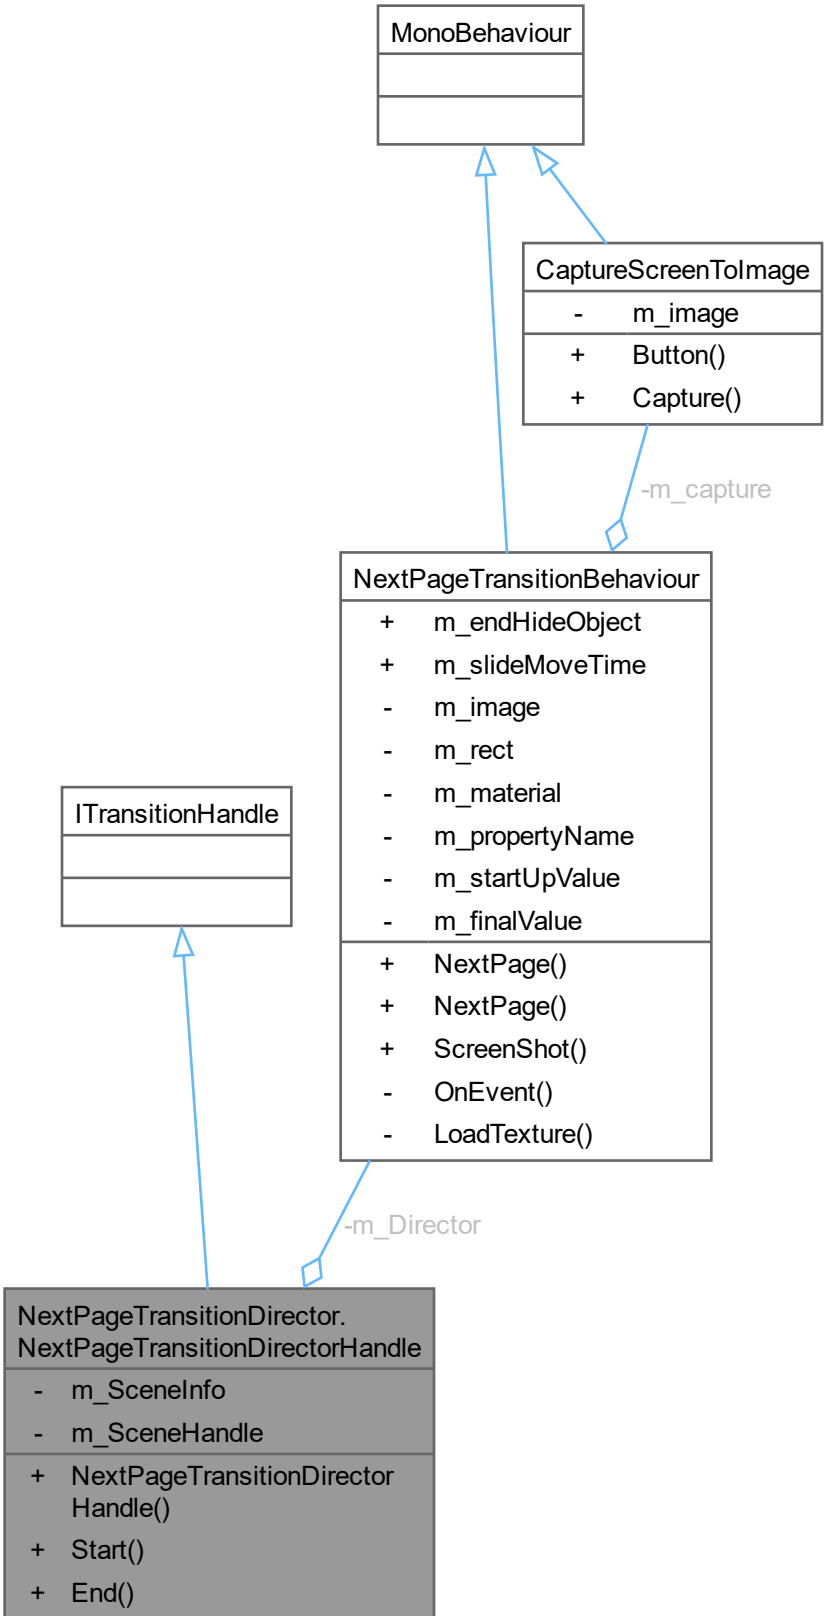 MonoBehaviour
CaptureScreenToImage
- m_image
+ Button()
+ Capture()
-m_capture
NextPageTransitionBehaviour
+ m_endHideObject
+ m_slideMoveTime
- m_image
- m_rect
- m_material
- m_propertyName
- m_startUpValue
- m_finalValue
+ NextPage()
+ NextPage()
+ ScreenShot()
- OnEvent()
- LoadTexture()
ITransitionHandle
-m_Director
NextPageTransitionDirector.
NextPageTransitionDirectorHandle
- m_SceneInfo
- m_SceneHandle
+ NextPageTransitionDirector
Handle()
+ Start()
+ End()